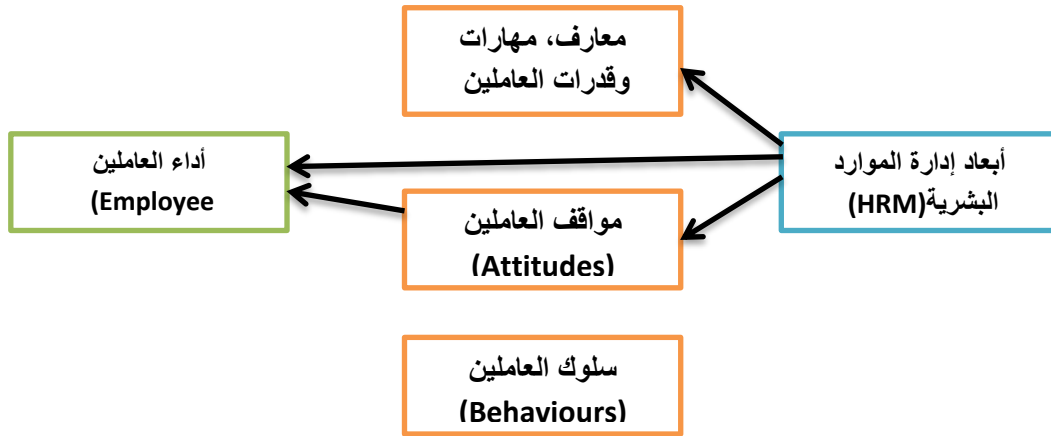 معارف، مهارات
وقدرات العاملين
أبعاد إدارة الموارد
البشرية(HRM)
أداء العاملين
(Employee
مواقف العاملين
(Attitudes)
سلوك العاملين
(Behaviours)